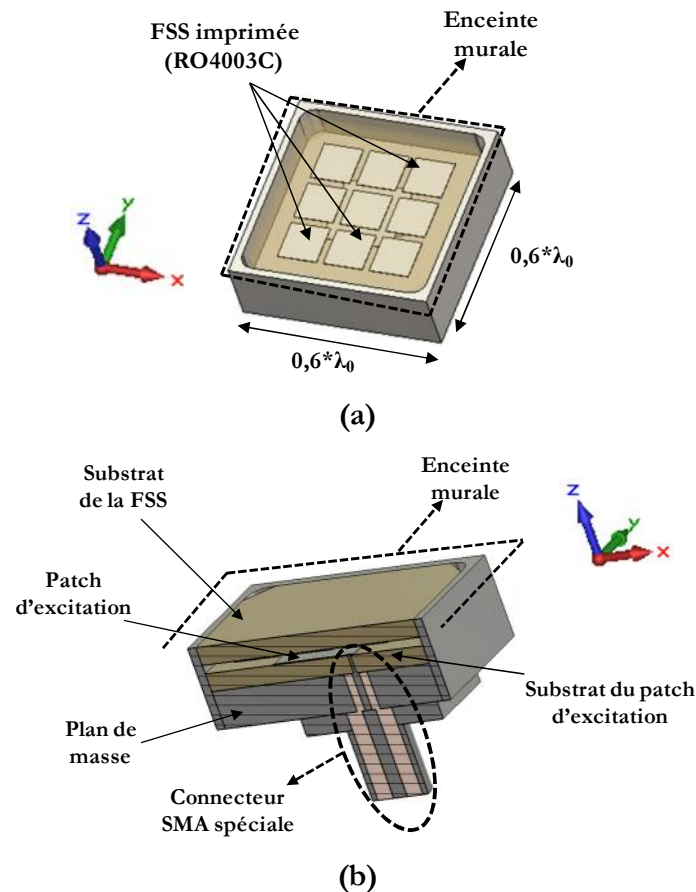 FSS imprimée
(RO4003C)
Enceinte
murale
z
y
x
0,6*λ₀
0,6*λ₀
(a)
Substrat
de la FSS
Enceinte
murale
z
y
x
Patch
d'excitation
Substrat du patch
d'excitation
Plan de
masse
Connecteur
SMA spéciale
(b)